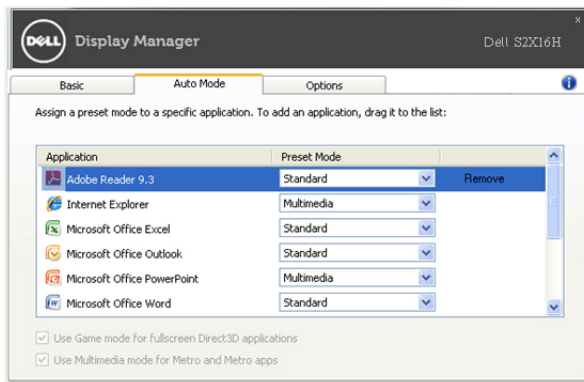 x
DELL Display Manager Dell S2X16H
Basic Auto Mode Options
Assign a preset mode to a specific application. To add an application, drag it to the list:
Application Preset Mode
Adobe Reader 9.3 Standard Remove
Internet Explorer Multimedia
Microsoft Office Excel Standard
Microsoft Office Outlook Standard
Microsoft Office PowerPoint Multimedia
Microsoft Office Word Standard
Use Game mode for fullscreen Direct3D applications
Use Multimedia mode for Metro and Metro apps